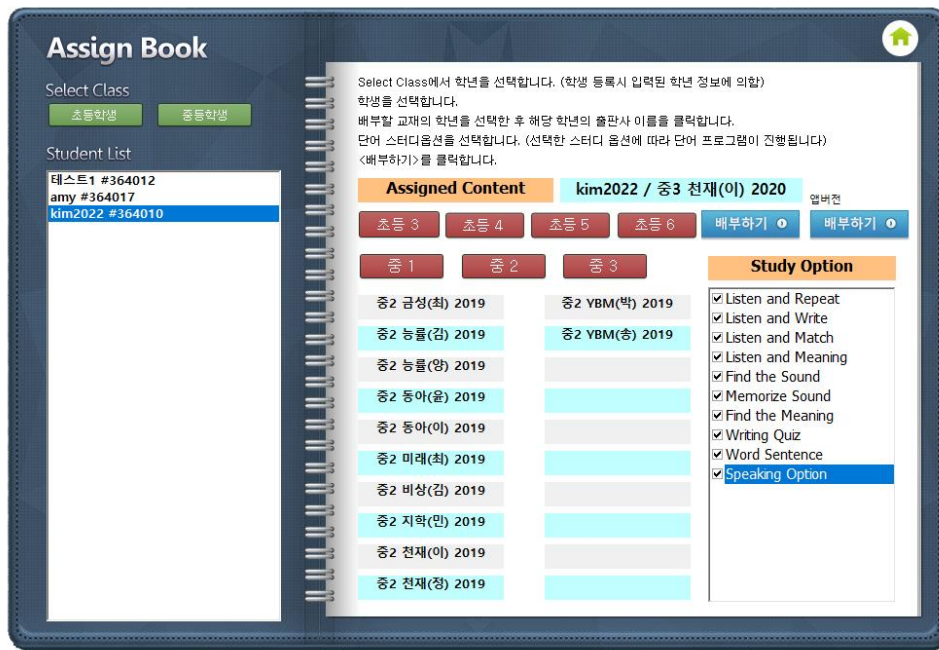 Assign Book
Select Class
초등학생 중등학생
Student List
테스트1 #364012
amy #364017
kim2022 #364010
Select Class에서 학년을 선택합니다. (학생 등록시 입력된 학년 정보에 의함)
학생을 선택합니다.
배부할 교재의 학년을 선택한 후 해당 학년의 출판사 이름을 클릭합니다.
단어 스터디옵션을 선택합니다. (선택한 스터디 옵션에 따라 단어 프로그램이 진행됩니다)
<배부하기>를 클릭합니다.
Assigned Content kim2022 / 중3 천재(이) 2020
앱버전
초등 3 초등 4 초등 5 초등 6 배부하기 배부하기
중 1 중 2 중 3
Study Option
중2 금성(최) 2019 중2 YBM(박) 2019
중2 능률(김) 2019 중2 YBM(송) 2019
중2 능률(양) 2019
중2 동아(윤) 2019
중2 동아(이) 2019
중2 미래(최) 2019
중2 비상(김) 2019
중2 지학(민) 2019
중2 천재(이) 2019
중2 천재(정) 2019
Listen and Repeat
Listen and Write
Listen and Match
Listen and Meaning
Find the Sound
Memorize Sound
Find the Meaning
Writing Quiz
Word Sentence
Speaking Option